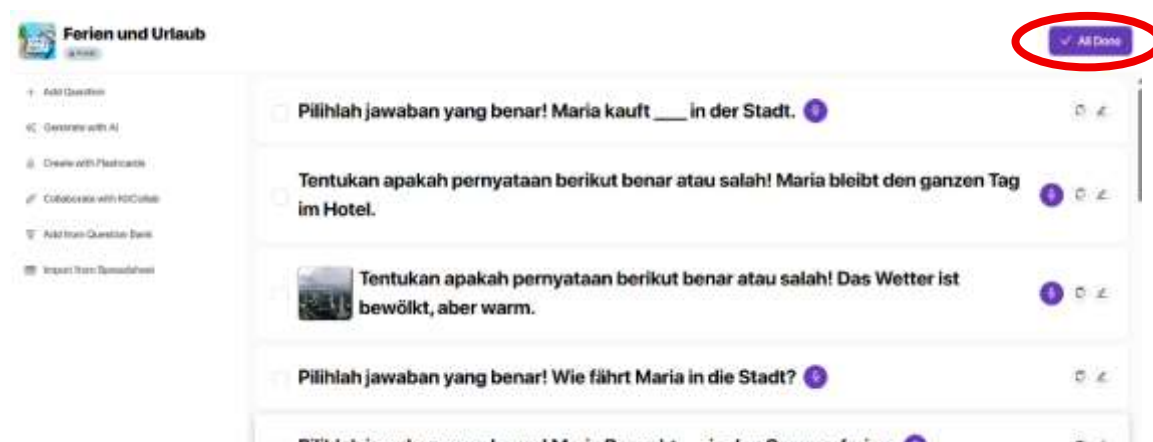 Ferien und Urlaub
All Done
+ Add Question
Generate with AI
Create with Flashcards
Collaborate with KitCollab
Add from Question Bank
Import from Spreadsheet
Pilihlah jawaban yang benar! Maria kauft ___ in der Stadt.
Tentukan apakah pernyataan berikut benar atau salah! Maria bleibt den ganzen Tag
im Hotel.
Tentukan apakah pernyataan berikut benar atau salah! Das Wetter ist
bewölkt, aber warm.
Pilihlah jawaban yang benar! Wie fährt Maria in die Stadt?